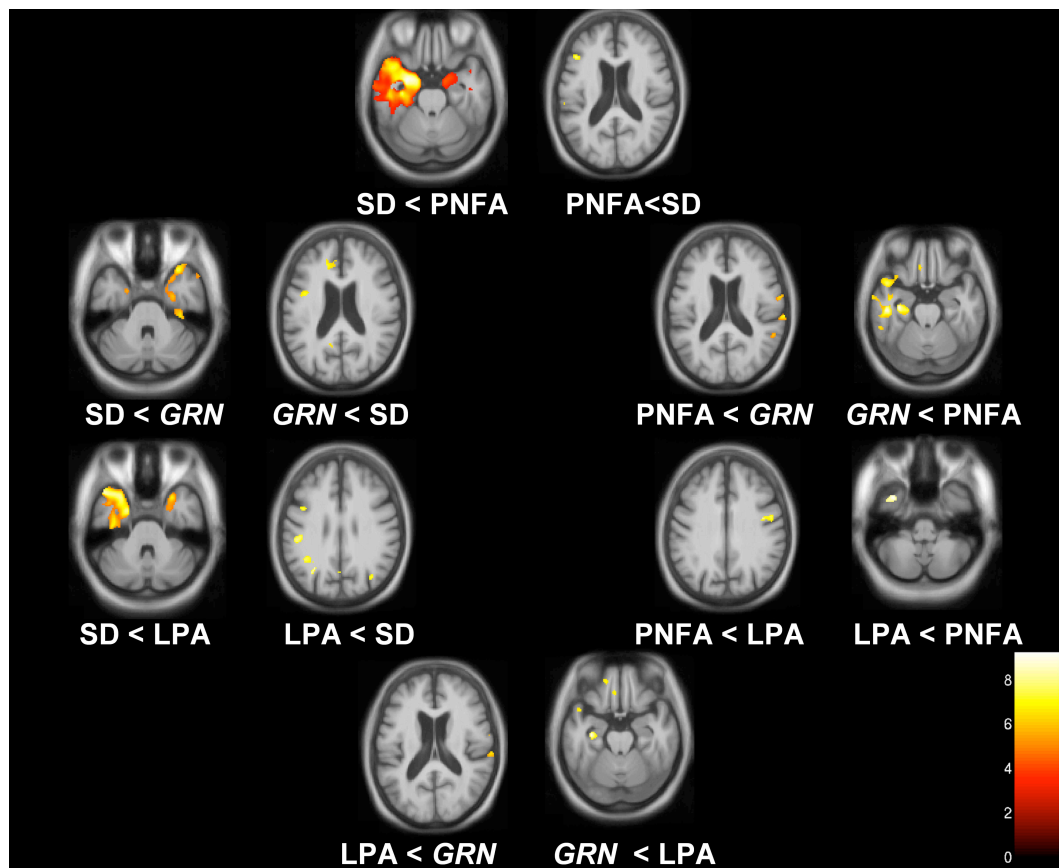 SD < PNFA PNFA<SD
SD < GRN GRN < SD PNFA < GRN GRN < PNFA
SD < LPA LPA < SD PNFA < LPA LPA < PNFA
8
6
4
2
0
LPA < GRN GRN < LPA